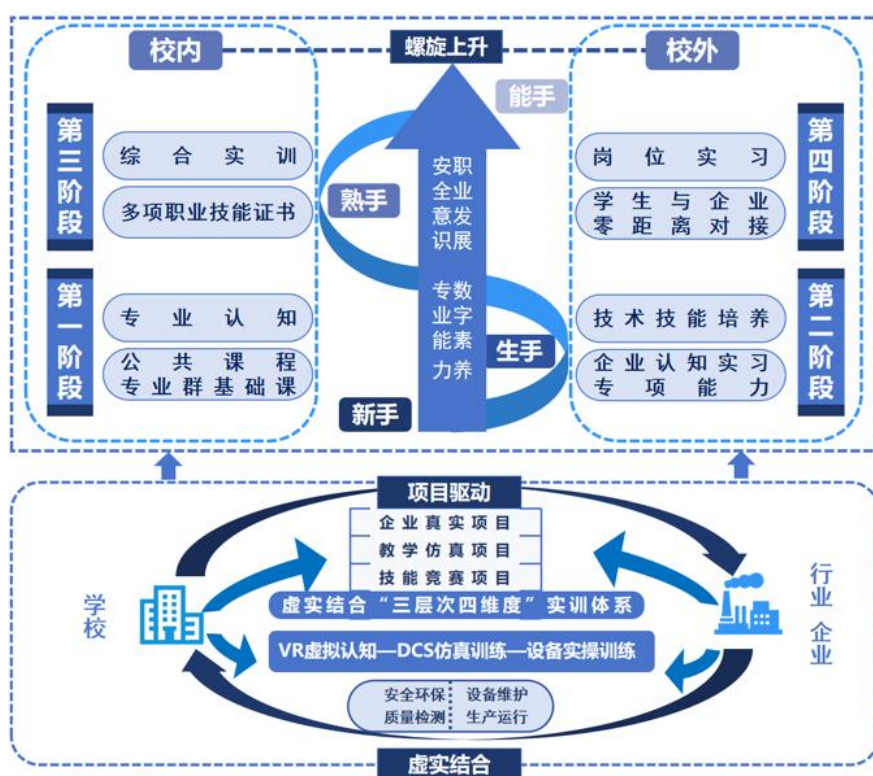 校内
螺旋上升
校外
能手
第三阶段
综合实训
多项职业技能证书
熟手
安全意识
职业发展
岗位实习
学生与企业
零距离对接
第四阶段
第一阶段
专业认知
公共课程
专业群基础课
新手
专业能力
数字素养
生手
技术技能培养
企业认知实习
专项能力
第二阶段
项目驱动
企业真实项目
教学仿真项目
技能竞赛项目
学校
行业企业
虚实结合“三层次四维度”实训体系
VR虚拟认知—DCS仿真训练—设备实操训练
安全环保
设备维护
质量检测
生产运行
虚实结合